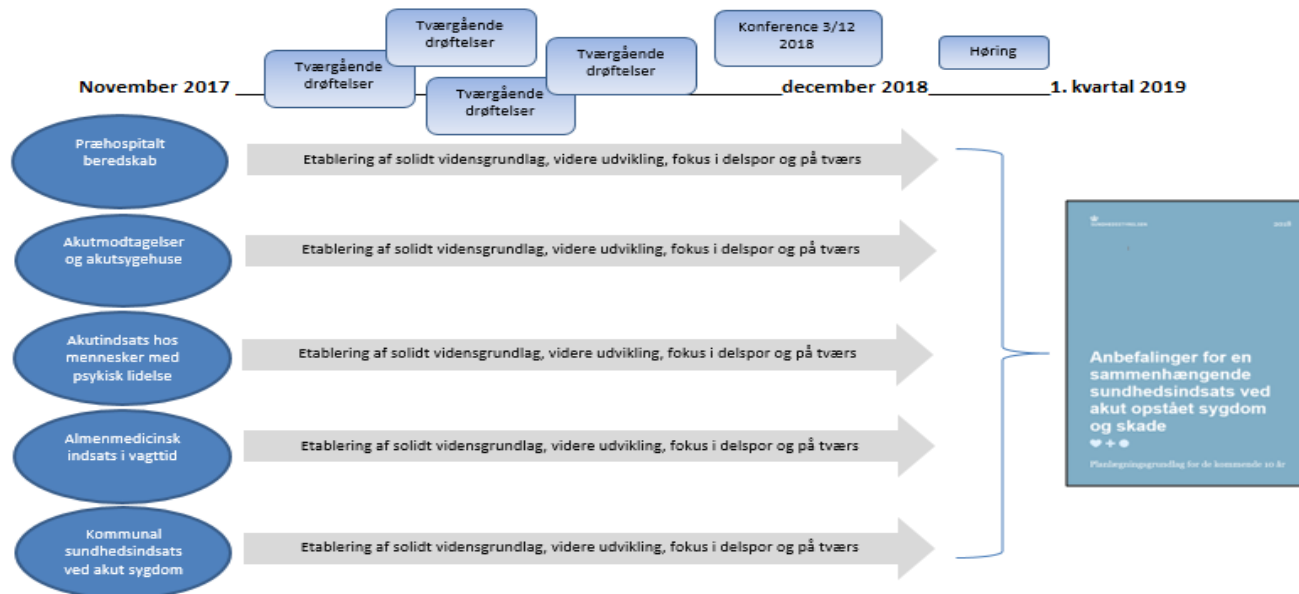 Tværgående
drøftelser
Tværgående
drøftelser
Tværgående
drøftelser
Tværgående
drøftelser
Konference 3/12
2018
Høring
November 2017
december 2018
1. kvartal 2019
Præhospitalt
beredskab
Etablering af solidt vidensgrundlag, videre udvikling, fokus i delspor og på tværs
Akutmodtagelser
og akutsygehuse
Etablering af solidt vidensgrundlag, videre udvikling, fokus i delspor og på tværs
Akutindsats hos
mennesker med
psykisk lidelse
Etablering af solidt vidensgrundlag, videre udvikling, fokus i delspor og på tværs
Almenmedicinsk
indsats i vagttid
Etablering af solidt vidensgrundlag, videre udvikling, fokus i delspor og på tværs
Kommunal
sundhedsindsats
ved akut sygdom
Etablering af solidt vidensgrundlag, videre udvikling, fokus i delspor og på tværs
SUNDHEDSSTYRELSEN
2018
Anbefalinger for en
sammenhængende
sundhedsindsats ved
akut opstået sygdom
og skade
Planlægningsgrundlag for de kommende 10 år